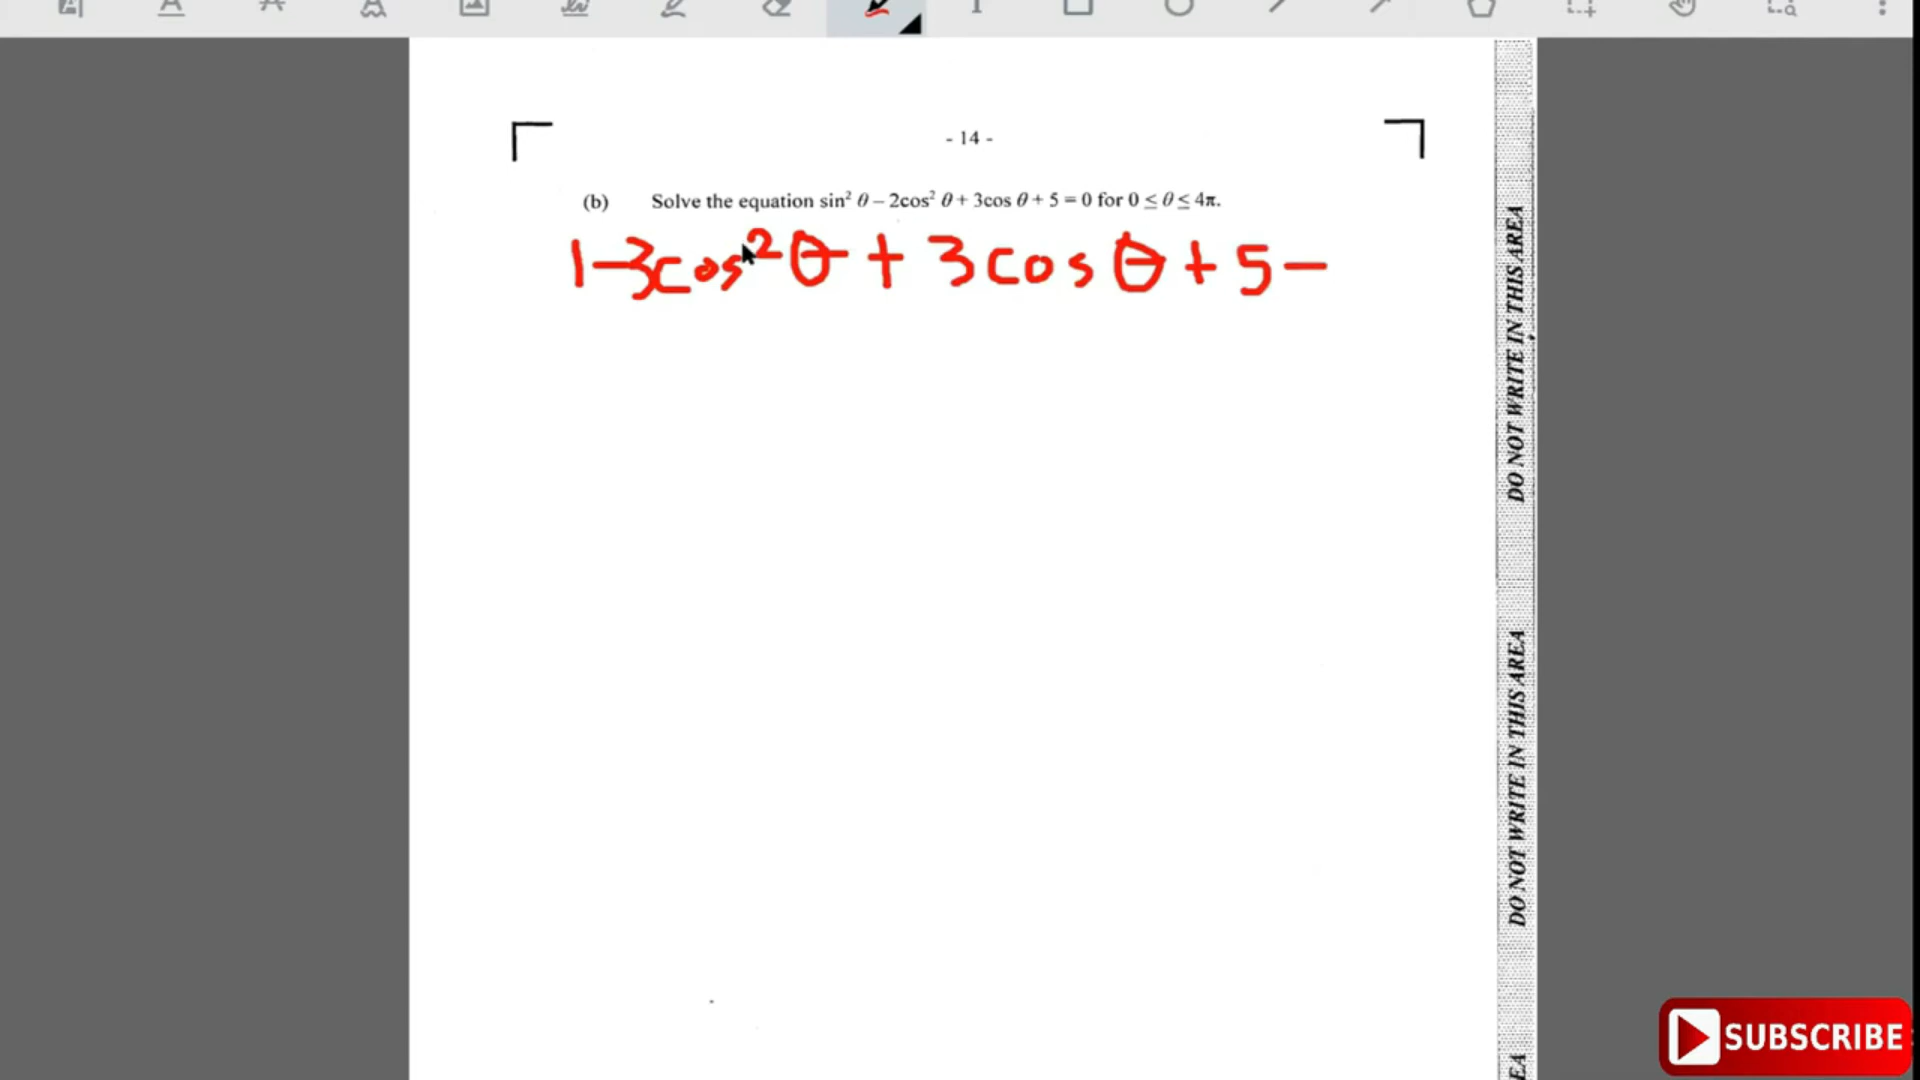 - 14 -
(b) Solve the equation sin² θ – 2cos² θ + 3cos θ + 5 = 0 for 0 ≤ θ ≤ 4π.
1-3cos²θ + 3cosθ+5-
DO NOT WRITE IN THIS AREA
DO NOT WRITE IN THIS AREA
EA
SUBSCRIBE